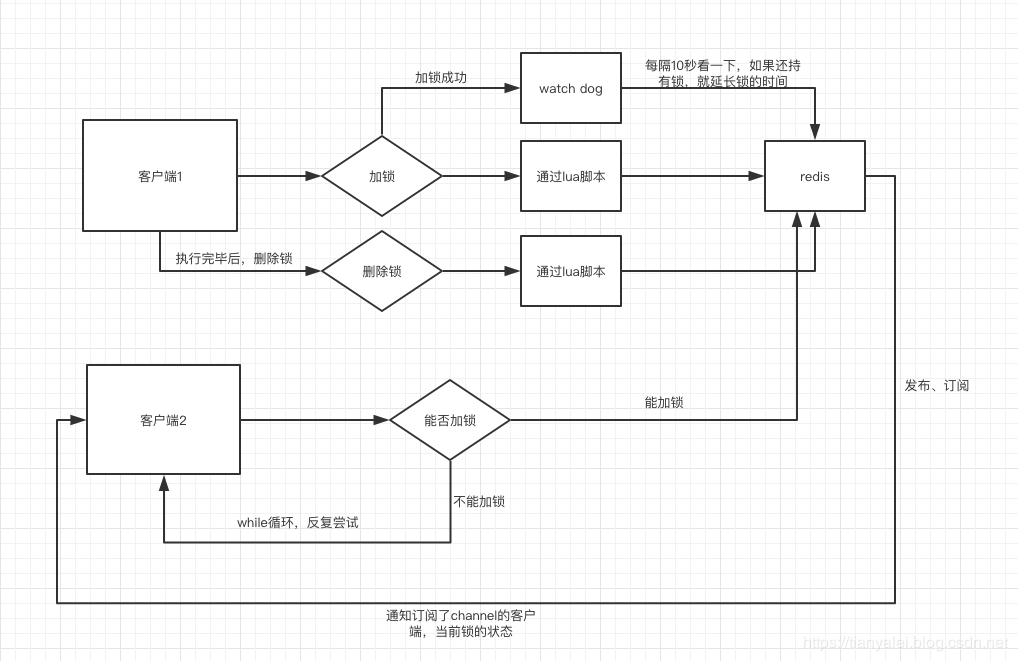 加锁成功
watch dog
每隔10秒看一下，如果还持
有锁，就延长锁的时间
客户端1
加锁
通过lua脚本
redis
执行完毕后，删除锁
删除锁
通过lua脚本
发布、订阅
客户端2
能否加锁
能加锁
不能加锁
while循环，反复尝试
通知订阅了channel的客户
端，当前锁的状态
https://tianyalei.blog.csdn.net